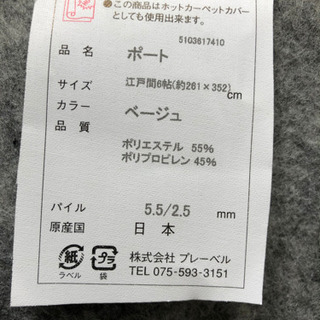 ※この商品はホットカーペットカバー
としても使用出来ます。
5103617410
品名 ポート
サイズ 江戸間6帖(約261×352)cm
カラー ベージュ
品質 ポリエステル 55%
ポリプロピレン 45%
パイル 5.5/2.5 mm
原産国 日本
紙 プラ 株式会社 プレーベル
ラベル 袋 TEL 075-593-3151